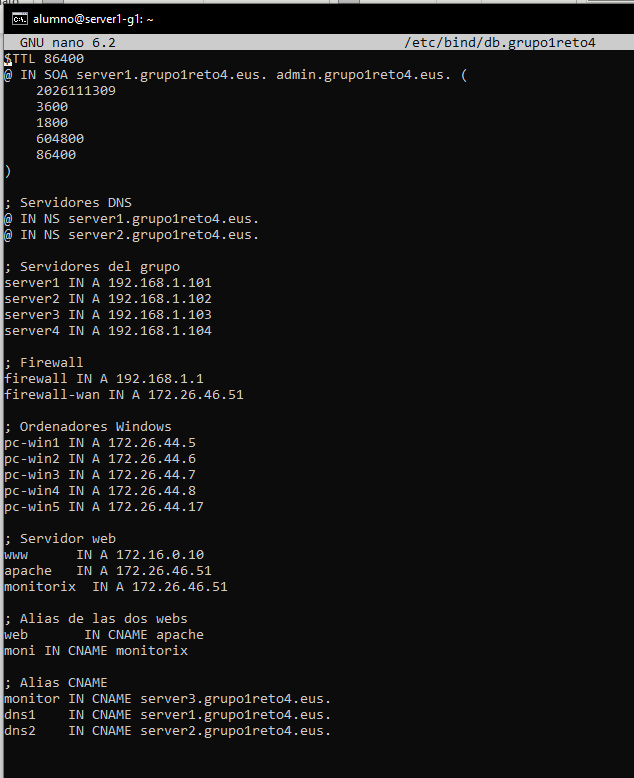 alumno@server1-g1: ~
GNU nano 6.2 /etc/bind/db.grupo1reto4
$TTL 86400
@ IN SOA server1.grupo1reto4.eus. admin.grupo1reto4.eus. (
2026111309
3600
1800
604800
86400
)
; Servidores DNS
@ IN NS server1.grupo1reto4.eus.
@ IN NS server2.grupo1reto4.eus.
; Servidores del grupo
server1 IN A 192.168.1.101
server2 IN A 192.168.1.102
server3 IN A 192.168.1.103
server4 IN A 192.168.1.104
; Firewall
firewall IN A 192.168.1.1
firewall-wan IN A 172.26.46.51
; Ordenadores Windows
pc-win1 IN A 172.26.44.5
pc-win2 IN A 172.26.44.6
pc-win3 IN A 172.26.44.7
pc-win4 IN A 172.26.44.8
pc-win5 IN A 172.26.44.17
; Servidor web
www IN A 172.16.0.10
apache IN A 172.26.46.51
monitorix IN A 172.26.46.51
; Alias de las dos webs
web IN CNAME apache
moni IN CNAME monitorix
; Alias CNAME
monitor IN CNAME server3.grupo1reto4.eus.
dns1 IN CNAME server1.grupo1reto4.eus.
dns2 IN CNAME server2.grupo1reto4.eus.